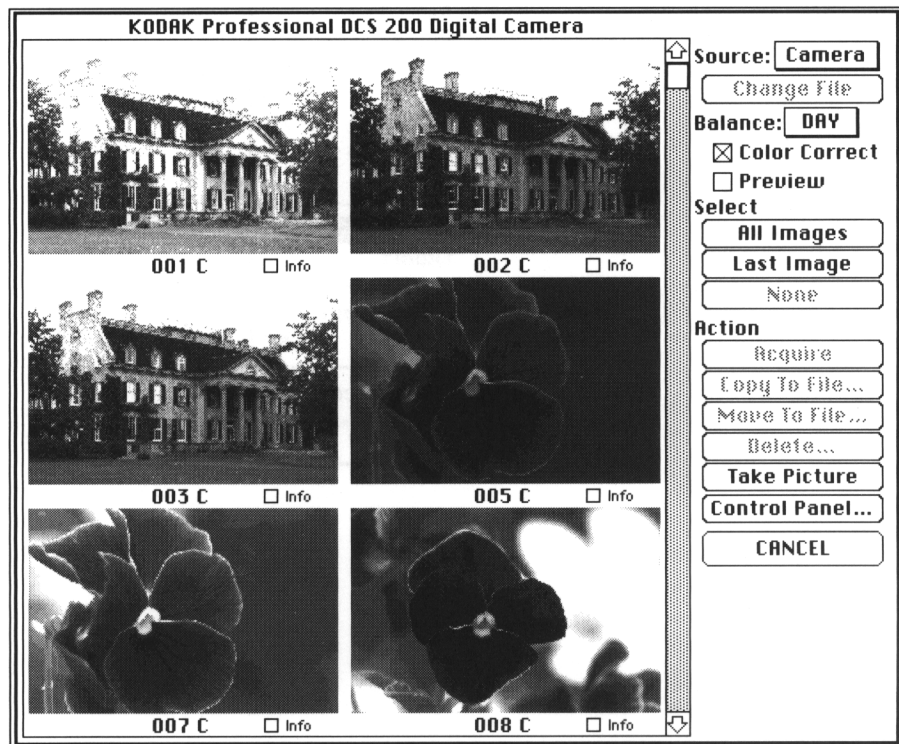 KODAK Professional DCS 200 Digital Camera
001 C Info
002 C Info
003 C Info
005 C Info
007 C Info
008 C Info
Source: Camera
Change File
Balance: DAY
Color Correct
Preview
Select
All Images
Last Image
None
Action
Acquire
Copy To File...
Move To File...
Delete...
Take Picture
Control Panel...
CANCEL